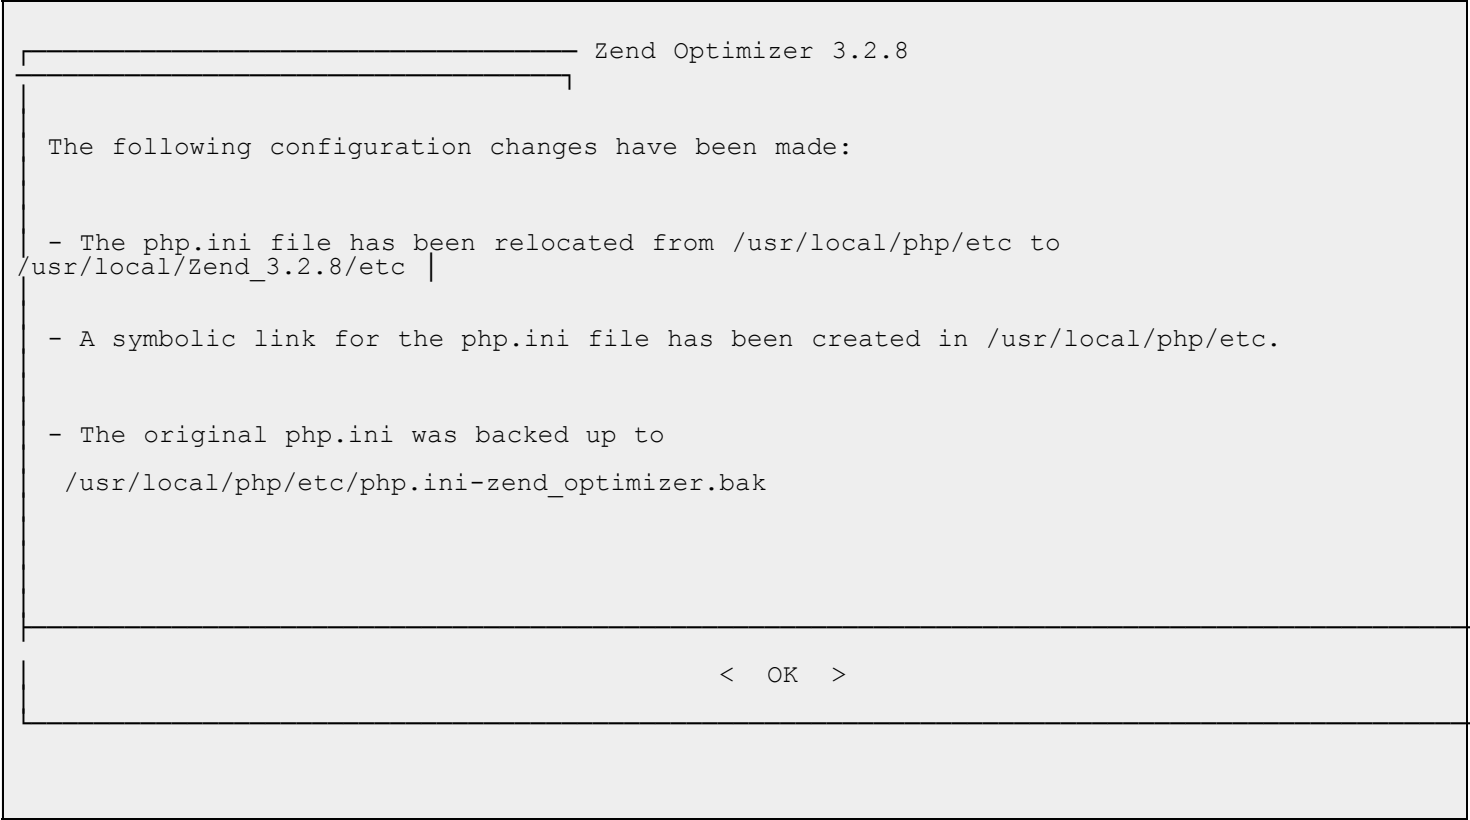 Zend Optimizer 3.2.8
The following configuration changes have been made:
- The php.ini file has been relocated from /usr/local/php/etc to
/usr/local/Zend_3.2.8/etc
- A symbolic link for the php.ini file has been created in /usr/local/php/etc.
- The original php.ini was backed up to
/usr/local/php/etc/php.ini-zend_optimizer.bak
< OK >